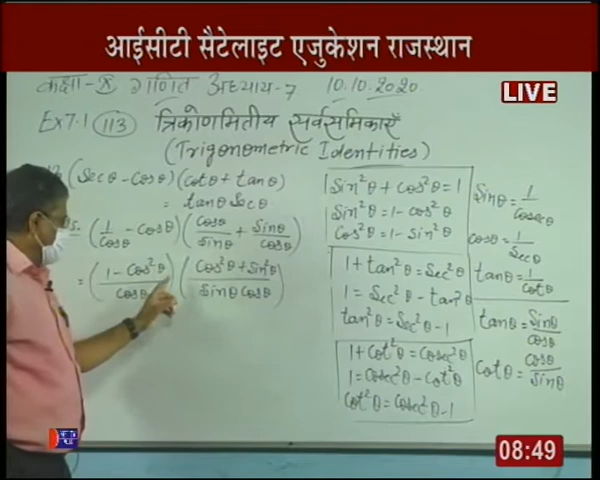 आईसीटी सैटेलाइट एजुकेशन राजस्थान
कक्षा-X गणित अध्याय-7 10.10.2020
LIVE
Ex 7.1 113 त्रिकोणमितीय सर्वसमिकाएँ
(Trigonometric Identities)
(Secθ - Cosθ) (Cotθ + tanθ)
= tanθ Secθ
S. (1/Cosθ - Cosθ) (Cosθ/Sinθ + Sinθ/Cosθ)
= (1 - Cos²θ/Cosθ) (Cos²θ + Sin²θ/Sinθ Cosθ)
Sin²θ + Cos²θ = 1
Sin²θ = 1 - Cos²θ
Cos²θ = 1 - Sin²θ
1 + tan²θ = Sec²θ
1 = Sec²θ - tan²θ
tan²θ = Sec²θ - 1
1 + Cot²θ = Cosec²θ
1 = Cosec²θ - Cot²θ
Cot²θ = Cosec²θ - 1
Sinθ = 1/Cosecθ
Cosθ = 1/Secθ
tanθ = 1/Cotθ
tanθ = Sinθ/Cosθ
Cotθ = Cosθ/Sinθ
08:49